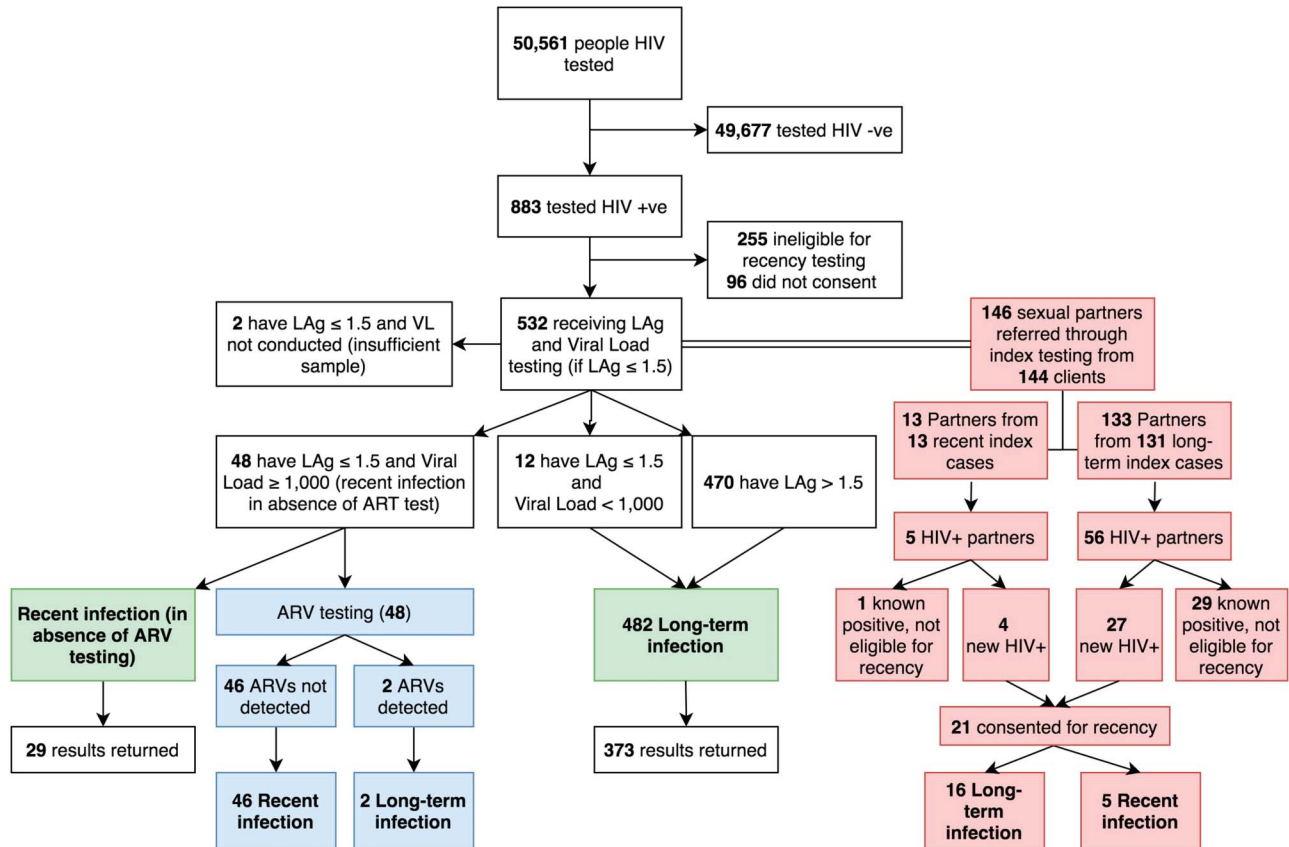 50,561 people HIV
tested
49,677 tested HIV -ve
883 tested HIV +ve
255 ineligible for
recency testing
96 did not consent
2 have LAg ≤ 1.5 and VL
not conducted (insufficient
sample)
532 receiving LAg
and Viral Load
testing (if LAg ≤ 1.5)
146 sexual partners
referred through
index testing from
144 clients
13 Partners from
13 recent index
cases
133 Partners
from 131 long-
term index cases
48 have LAg ≤ 1.5 and Viral
Load ≥ 1,000 (recent infection
in absence of ART test)
12 have LAg ≤ 1.5
and
Viral Load < 1,000
470 have LAg > 1.5
5 HIV+ partners
56 HIV+ partners
Recent infection (in
absence of ARV
testing)
ARV testing (48)
482 Long-term
infection
1 known
positive, not
eligible for
recency
4
new HIV+
27
new HIV+
29 known
positive, not
eligible for
recency
46 ARVs not
detected
2 ARVs
detected
29 results returned
373 results returned
21 consented for recency
46 Recent
infection
2 Long-term
infection
16 Long-
term
infection
5 Recent
infection